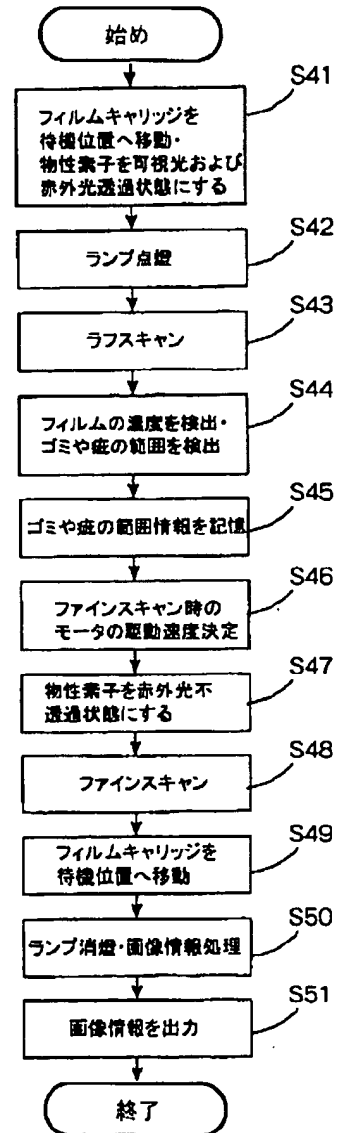 始め
S41
フィルムキャリッジを
待機位置へ移動・
物性素子を可視光および
赤外光透過状態にする
S42
ランプ点燈
S43
ラフスキャン
S44
フィルムの濃度を検出・
ゴミや疵の範囲を検出
S45
ゴミや疵の範囲情報を記憶
S46
ファインスキャン時の
モータの駆動速度決定
S47
物性素子を赤外光不
透過状態にする
S48
ファインスキャン
S49
フィルムキャリッジを
待機位置へ移動
S50
ランプ消燈・画像情報処理
S51
画像情報を出力
終了